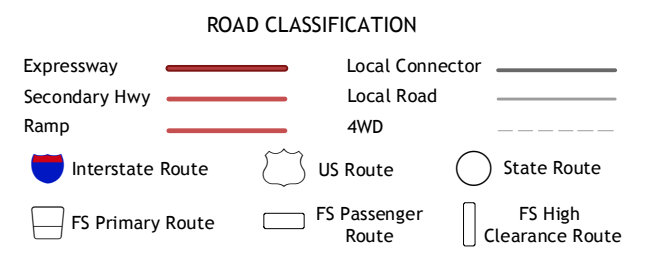 ROAD CLASSIFICATION
Expressway
Local Connector
Secondary Hwy
Local Road
Ramp
4WD
Interstate Route
US Route
State Route
FS Primary Route
FS Passenger
Route
FS High
Clearance Route